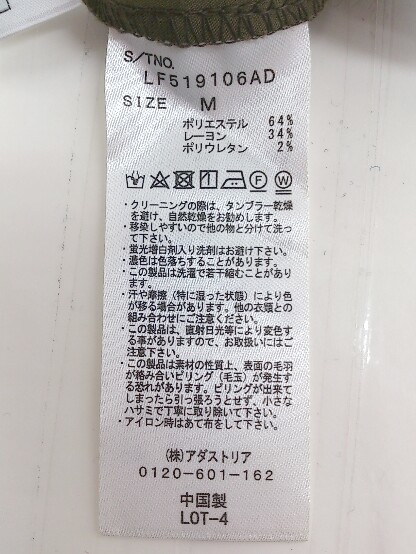 S/TNO.
LF519106AD
SIZE M
ポリエステル 64%
レーヨン 34%
ポリウレタン 2%
F W
・クリーニングの際は、タンブラー乾燥
を避け、自然乾燥をお勧めします。
・移染しやすいので他の物と分けて洗っ
て下さい。
・蛍光増白剤入り洗剤はお避け下さい。
・濃色は色落ちすることがあります。
・この製品は洗濯で若干縮むことがあり
ます。
・汗や摩擦（特に湿った状態）により色
が移る場合があります。他の衣類との
組み合わせにご注意ください。
・この製品は、直射日光等により変色す
る事がありますので、お取扱いにはご
注意下さい。
・この製品は素材の性質上、表面の毛羽
が絡み合いピリング（毛玉）が発生す
る恐れがあります。ピリングが出来て
しまったら引っ張ろうとせず、小さな
ハサミで丁寧に取り除いて下さい。
・アイロン時はあて布をして下さい。
(株)アダストリア
0120-601-162
中国製
LOT-4